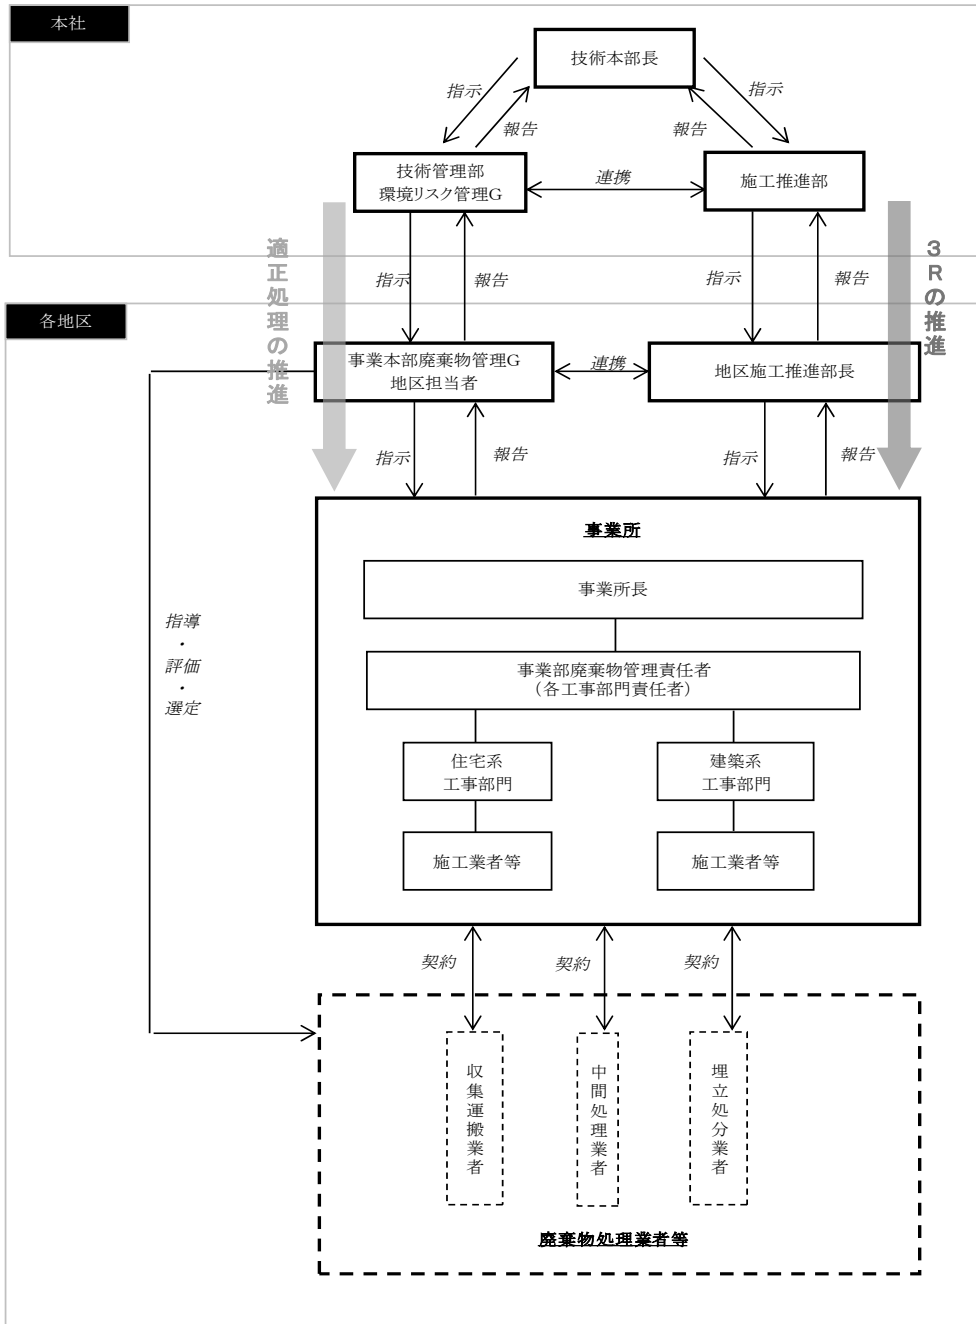 本社
技術本部長
指示
報告
指示
報告
技術管理部
環境リスク管理G
連携
施工推進部
適正処理の推進
3Rの推進
指示
報告
指示
報告
各地区
事業本部廃棄物管理G
地区担当者
連携
地区施工推進部長
指示
報告
指示
報告
事業所
事業所長
事業部廃棄物管理責任者
（各工事部門責任者）
指導
・
評価
・
選定
住宅系
工事部門
建築系
工事部門
施工業者等
施工業者等
契約
契約
契約
収集運搬業者
中間処理業者
埋立処分業者
廃棄物処理業者等